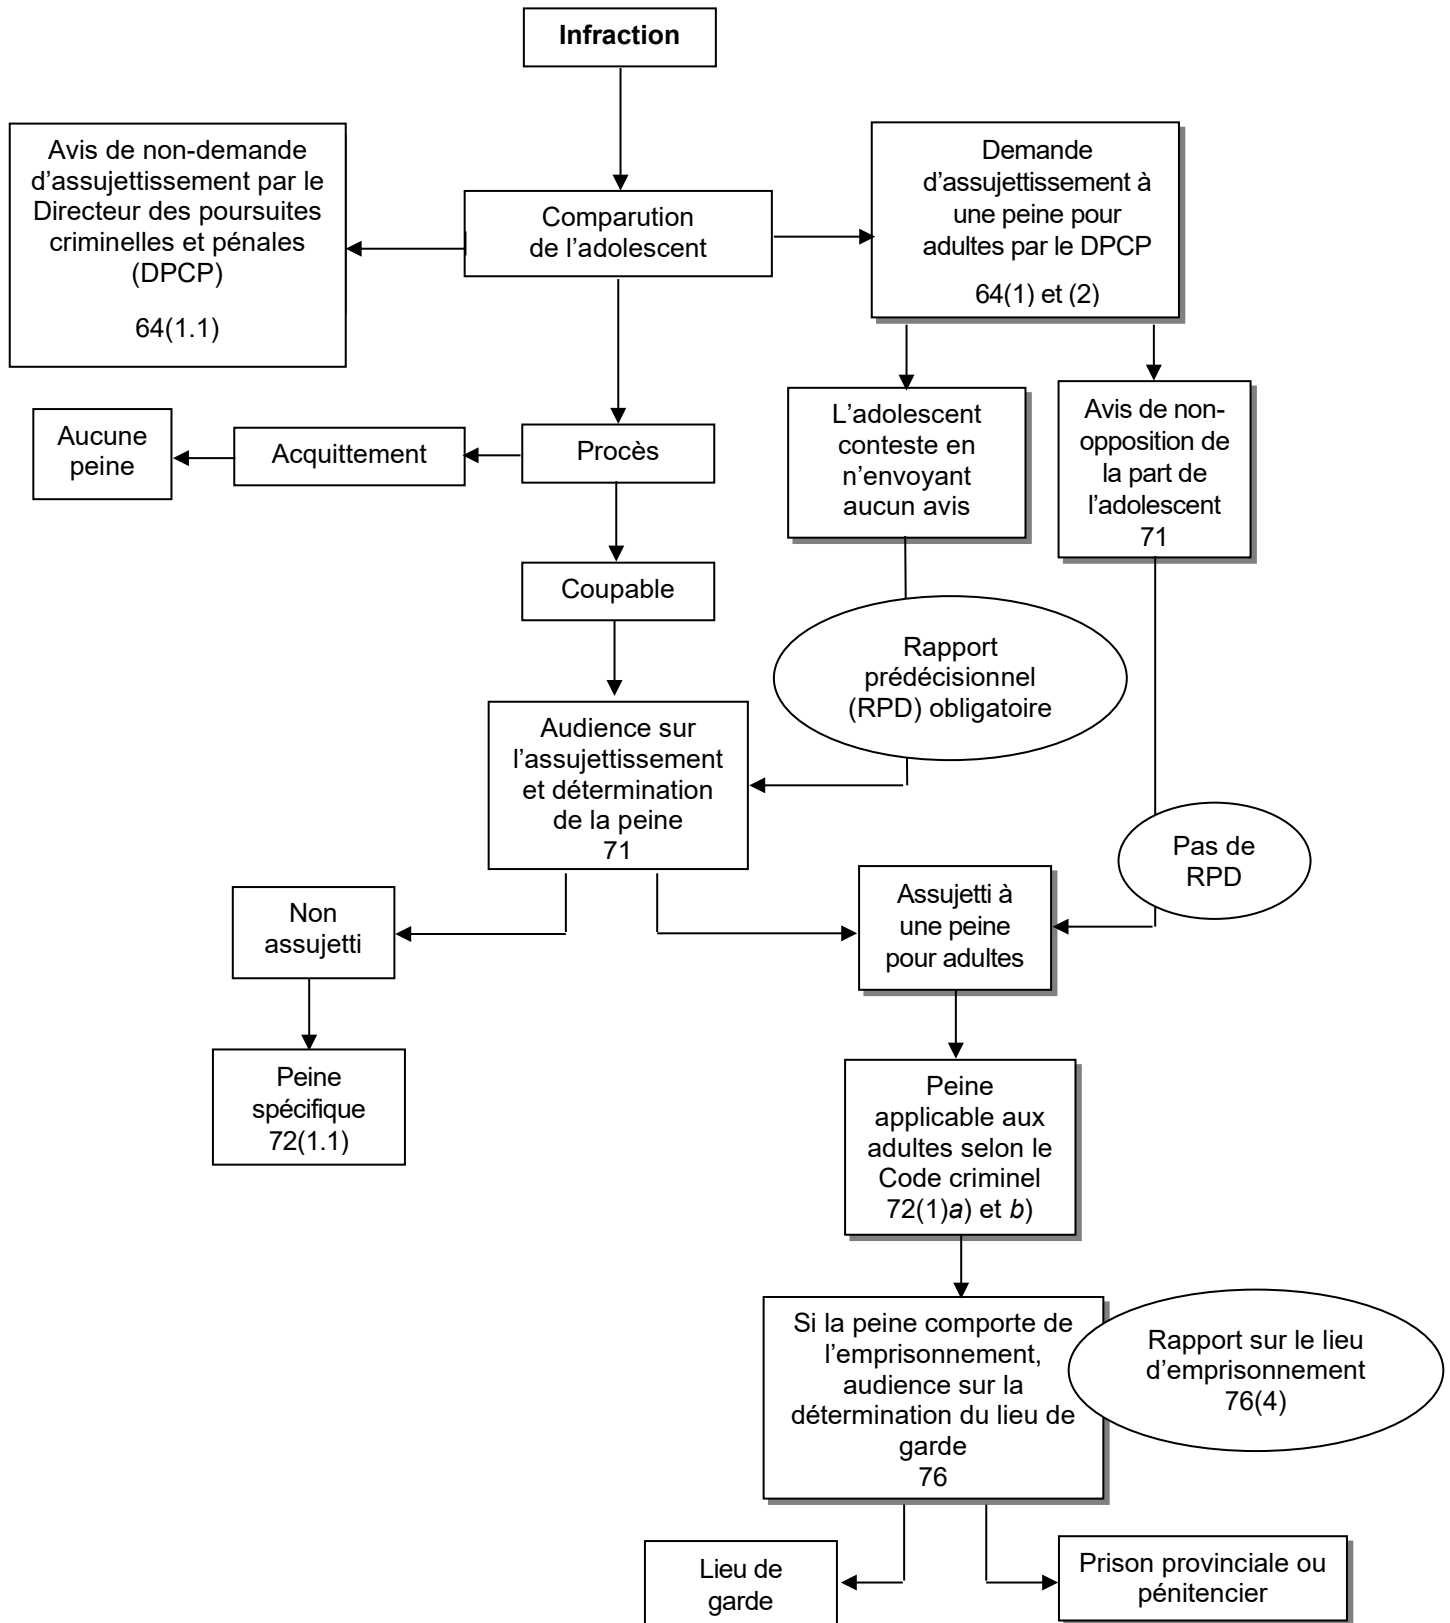 Infraction
Avis de non-demande
d’assujettissement par le
Directeur des poursuites
criminelles et pénales
(DPCP)
64(1.1)
Comparution
de l’adolescent
Demande
d’assujettissement à
une peine pour
adultes par le DPCP
64(1) et (2)
Aucune
peine
Acquittement
Procès
L’adolescent
conteste en
n’envoyant
aucun avis
Avis de non-
opposition de
la part de
l’adolescent
71
Coupable
Rapport
prédécisionnel
(RPD) obligatoire
Audience sur
l’assujettissement
et détermination
de la peine
71
Pas de
RPD
Non
assujetti
Assujetti à
une peine
pour adultes
Peine
spécifique
72(1.1)
Peine
applicable aux
adultes selon le
Code criminel
72(1)a) et b)
Si la peine comporte de
l’emprisonnement,
audience sur la
détermination du lieu de
garde
76
Rapport sur le lieu
d’emprisonnement
76(4)
Lieu de
garde
Prison provinciale ou
pénitencier